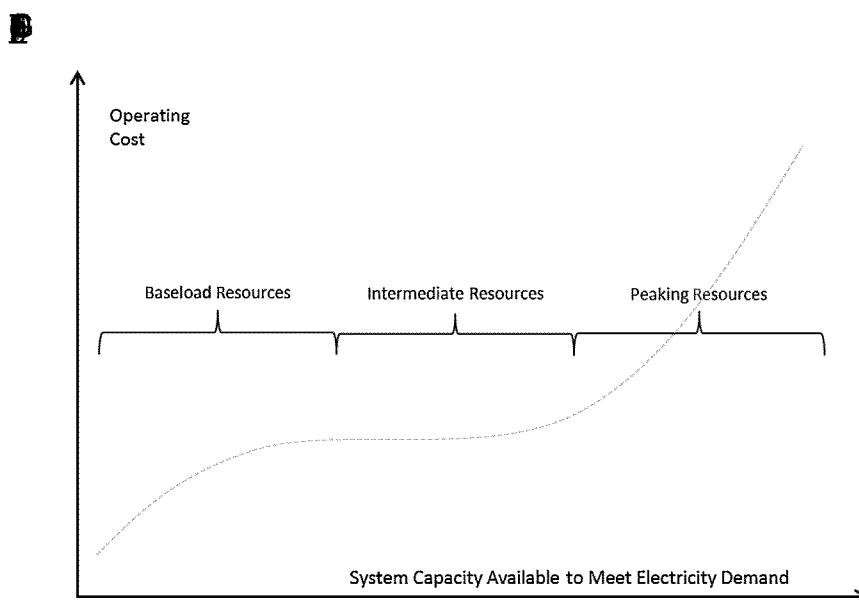 Operating
Cost
Baseload Resources
Intermediate Resources
Peaking Resources
System Capacity Available to Meet Electricity Demand